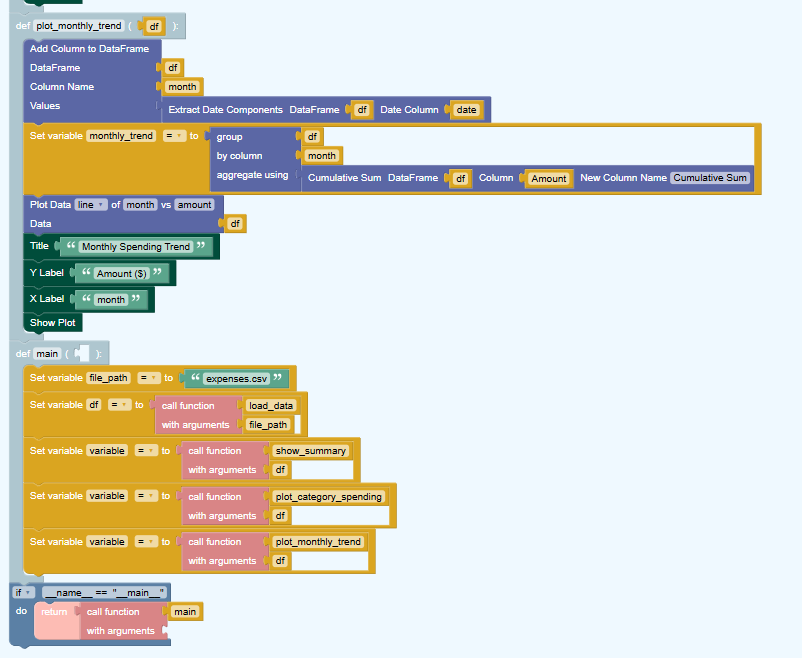 def plot_monthly_trend ( df ):
Add Column to DataFrame
DataFrame df
Column Name month
Values Extract Date Components DataFrame df Date Column date
Set variable monthly_trend = to group df
by column month
aggregate using Cumulative Sum DataFrame df Column Amount New Column Name Cumulative Sum
Plot Data line of month vs amount
Data df
Title “ Monthly Spending Trend ”
Y Label “ Amount ($) ”
X Label “ month ”
Show Plot
def main ( ):
Set variable file_path = to “ expenses.csv ”
Set variable df = to call function load_data
with arguments file_path
Set variable variable = to call function show_summary
with arguments df
Set variable variable = to call function plot_category_spending
with arguments df
Set variable variable = to call function plot_monthly_trend
with arguments df
if __name__ == "__main__"
do return call function main
with arguments